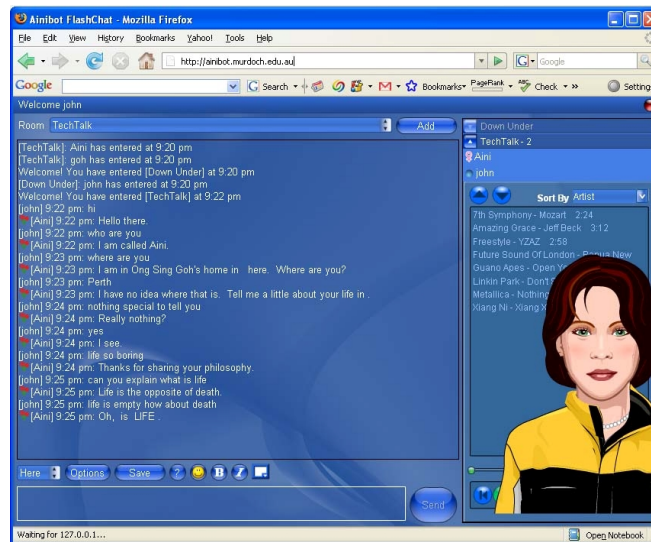 Ainibot FlashChat - Mozilla Firefox
File Edit View History Bookmarks Yahoo! Tools Help
http://ainibot.murdoch.edu.au
G Google
Google G Search Bookmarks PageRank ABC Check » Settings
Welcome john
Room TechTalk Add
[TechTalk]: Aini has entered at 9:20 pm
[TechTalk]: goh has entered at 9:20 pm
Welcome! You have entered [Down Under] at 9:20 pm
[Down Under]: john has entered at 9:20 pm
Welcome! You have entered [TechTalk] at 9:22 pm
[john] 9:22 pm: hi
[Aini] 9:22 pm: Hello there.
[john] 9:22 pm: who are you
[Aini] 9:22 pm: I am called Aini.
[john] 9:23 pm: where are you
[Aini] 9:23 pm: I am in Ong Sing Goh's home in here. Where are you?
[john] 9:23 pm: Perth
[Aini] 9:23 pm: I have no idea where that is. Tell me a little about your life in .
[john] 9:24 pm: nothing special to tell you
[Aini] 9:24 pm: Really nothing?
[john] 9:24 pm: yes
[Aini] 9:24 pm: I see.
[john] 9:24 pm: life so boring
[Aini] 9:24 pm: Thanks for sharing your philosophy.
[john] 9:25 pm: can you explain what is life
[Aini] 9:25 pm: Life is the opposite of death.
[john] 9:25 pm: life is empty how about death
[Aini] 9:25 pm: Oh, is LIFE .
Down Under
TechTalk - 2
Aini
john
Sort By Artist
7th Symphony - Mozart 2:24
Amazing Grace - Jeff Beck 3:12
Freestyle - YZAZ 2:58
Future Sound Of London - Papua New
Guano Apes - Open
Linkin Park - Don't
Metallica - Nothing
Xiang Ni - Xiang
Here Options Save ? B I
Send
Waiting for 127.0.0.1...
Open Notebook